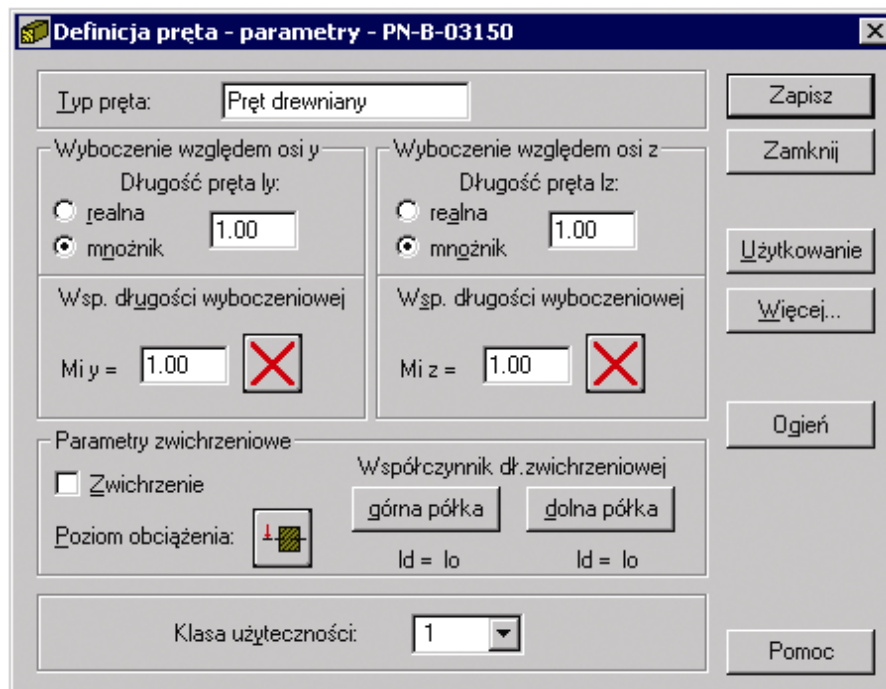 Definicja pręta - parametry - PN-B-03150
Typ pręta: Pręt drewniany
Zapisz
Zamknij
Wyboczenie względem osi y
Długość pręta ly:
realna
mnożnik
1.00
Wyboczenie względem osi z
Długość pręta lz:
realna
mnożnik
1.00
Użytkowanie
Więcej...
Wsp. długości wyboczeniowej
Mi y = 1.00
Wsp. długości wyboczeniowej
Mi z = 1.00
Ogień
Parametry zwichrzeniowe
Zwichrzenie
Poziom obciążenia:
Współczynnik dł.zwichrzeniowej
górna półka
dolna półka
ld = lo
ld = lo
Klasa użyteczności: 1
Pomoc